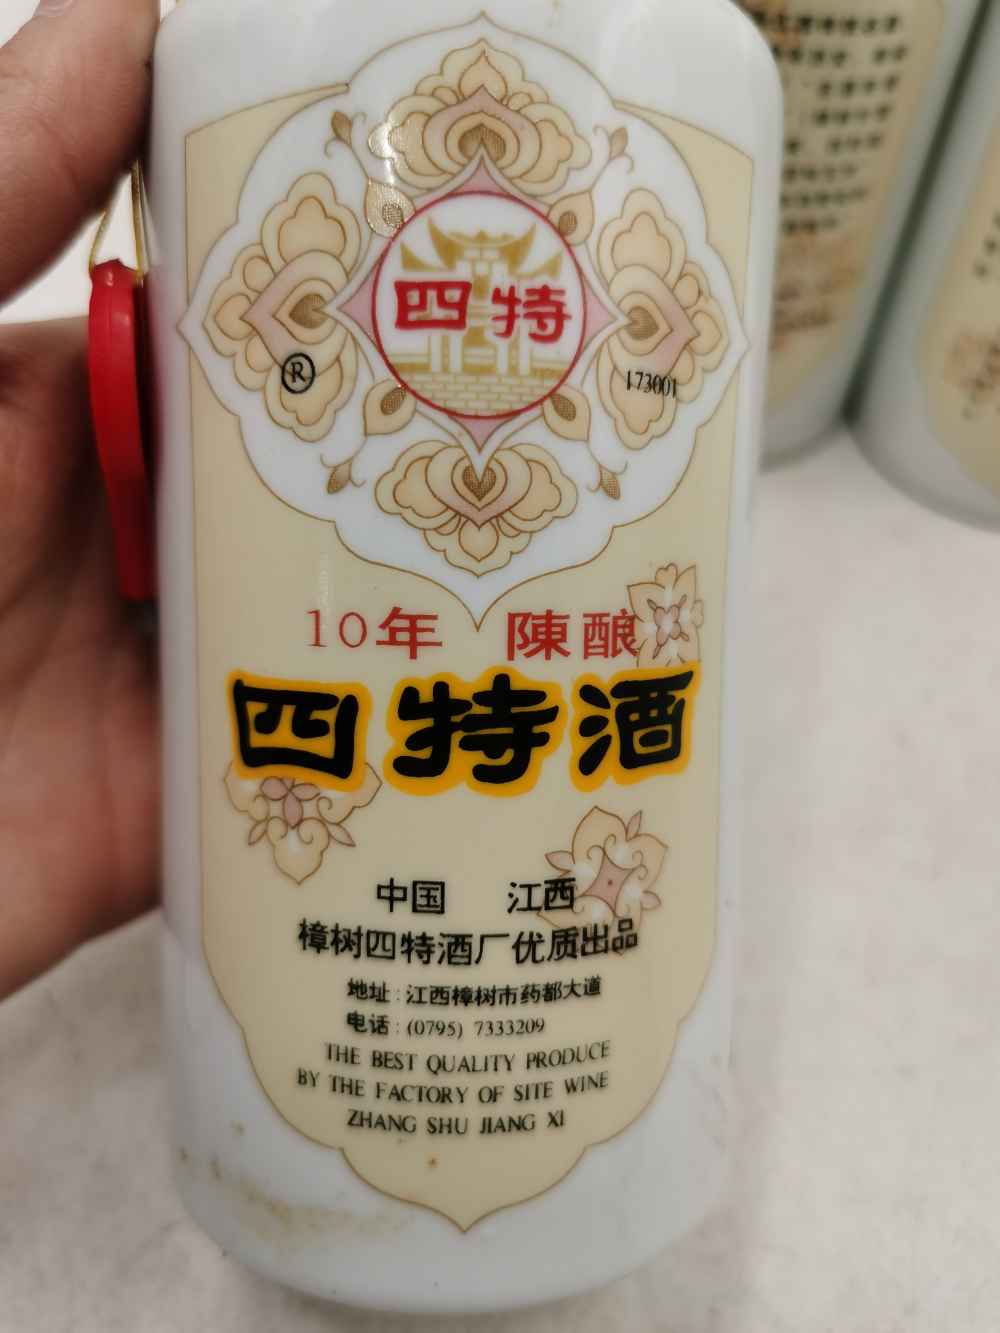 四特
®
173001
10年 陳酿
四特酒
中国 江西
樟树四特酒厂优质出品
地址:江西樟树市药都大道
电话:(0795) 7333209
THE BEST QUALITY PRODUCE
BY THE FACTORY OF SITE WINE
ZHANG SHU JIANG XI